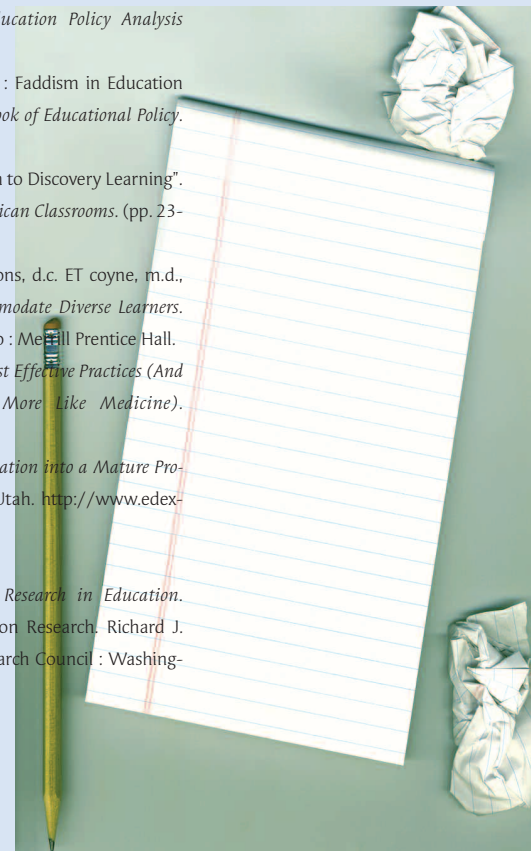 ucation Policy Analysis
: Faddism in Education
ook of Educational Policy.
n to Discovery Learning".
ican Classrooms. (pp. 23-
ons, d.c. ET coyne, m.d.,
modate Diverse Learners.
o : Merrill Prentice Hall.
st Effective Practices (And
More Like Medicine).
ation into a Mature Pro-
Utah. http://www.edex-
Research in Education.
on Research. Richard J.
arch Council : Washing-